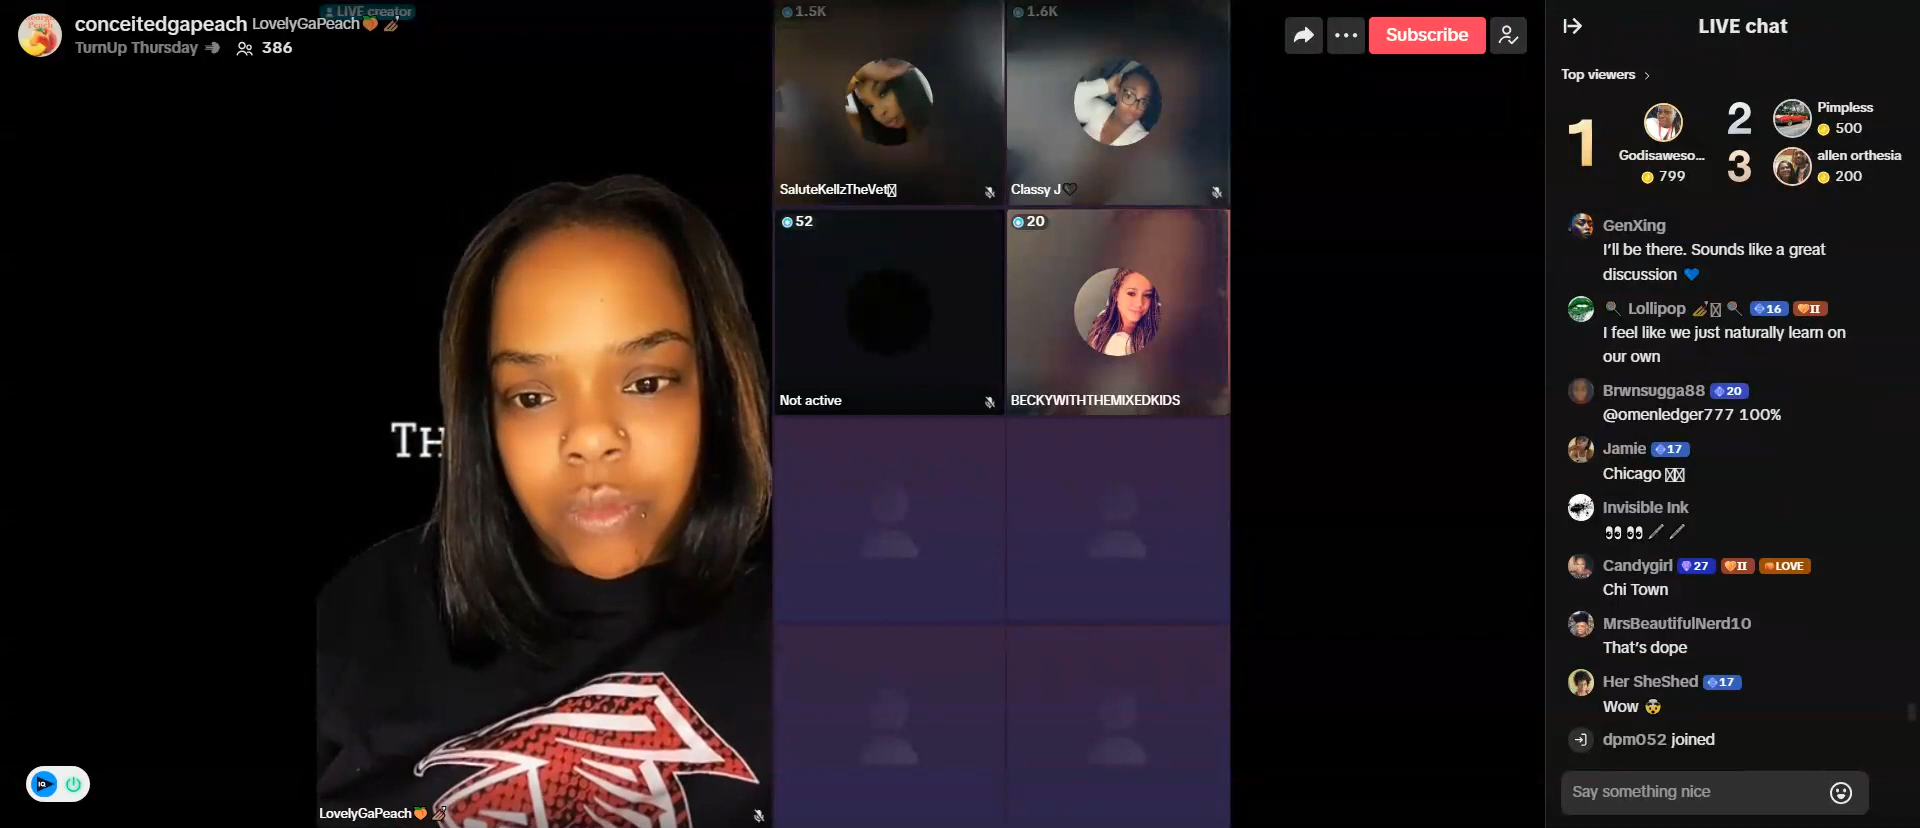 LIVE creator
conceitedgapeach LovelyGaPeach🍑💅🏾
TurnUp Thursday 386
1.5K
1.6K
Subscribe
SaluteKellzTheVet
Classy J🖤
52
20
Not active
BECKYWITHTHEMIXEDKIDS
TH
LovelyGaPeach🍑💅🏾
LIVE chat
Top viewers >
1
Godisaweso...
799
2
Pimpless
500
3
allen orthesia
200
GenXing
I'll be there. Sounds like a great
discussion 💙
🍭 Lollipop 💅🏾 🍭 16 II
I feel like we just naturally learn on
our own
Brwnsugga88 20
@omenledger777 100%
Jamie 17
Chicago
Invisible Ink
👀👀
Candygirl 27 II LOVE
Chi Town
MrsBeautifulNerd10
That's dope
Her SheShed 17
Wow 🤯
dpm052 joined
Say something nice